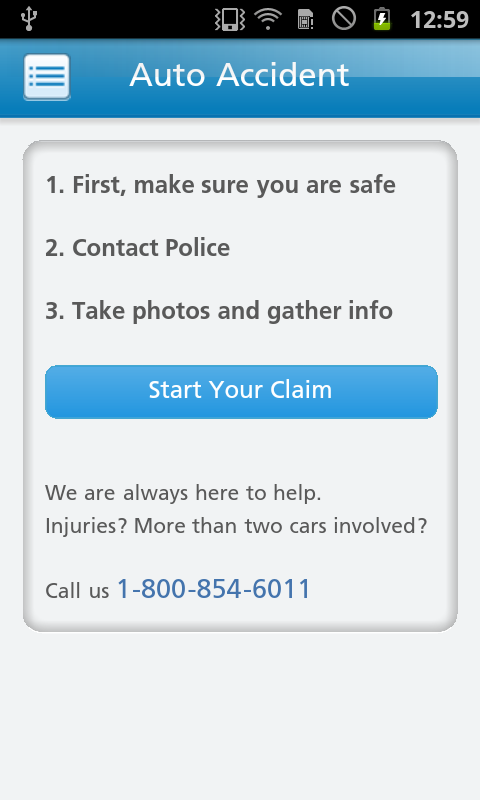 12:59
Auto Accident
1. First, make sure you are safe
2. Contact Police
3. Take photos and gather info
Start Your Claim
We are always here to help.
Injuries? More than two cars involved?
Call us 1-800-854-6011